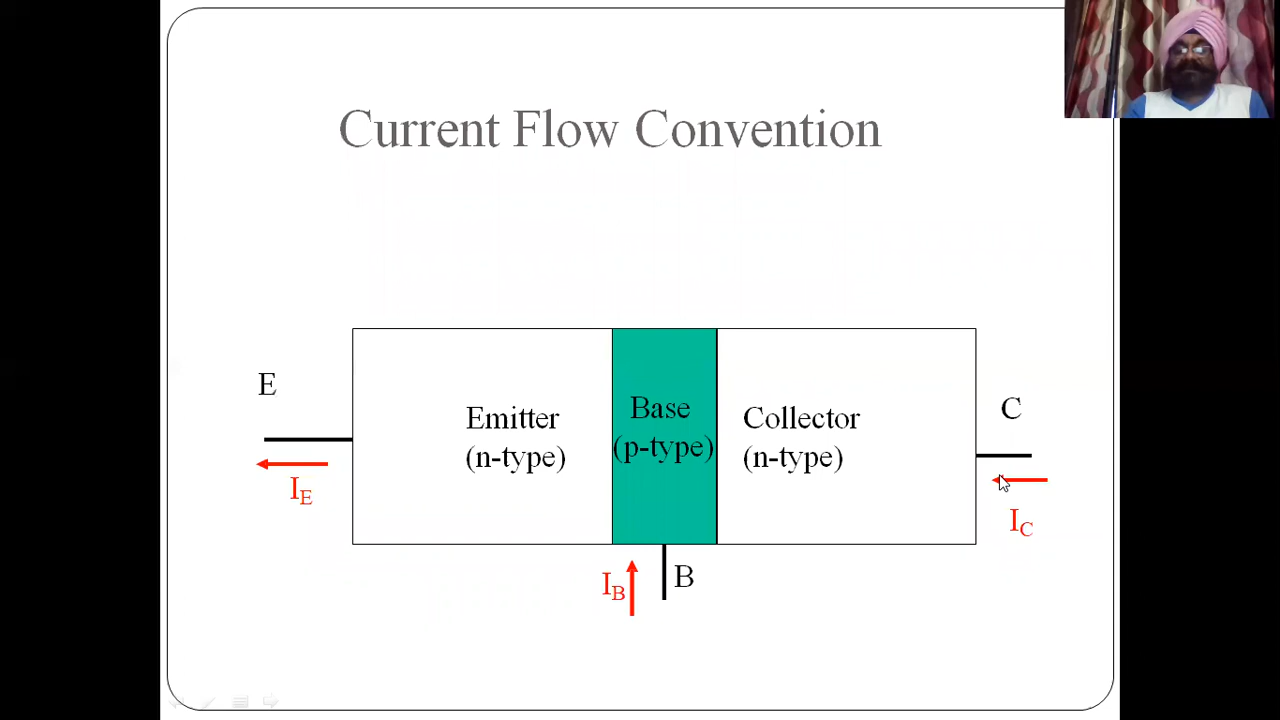 Current Flow Convention
E
Emitter
(n-type)
Base
(p-type)
Collector
(n-type)
C
IE
IC
IB
B